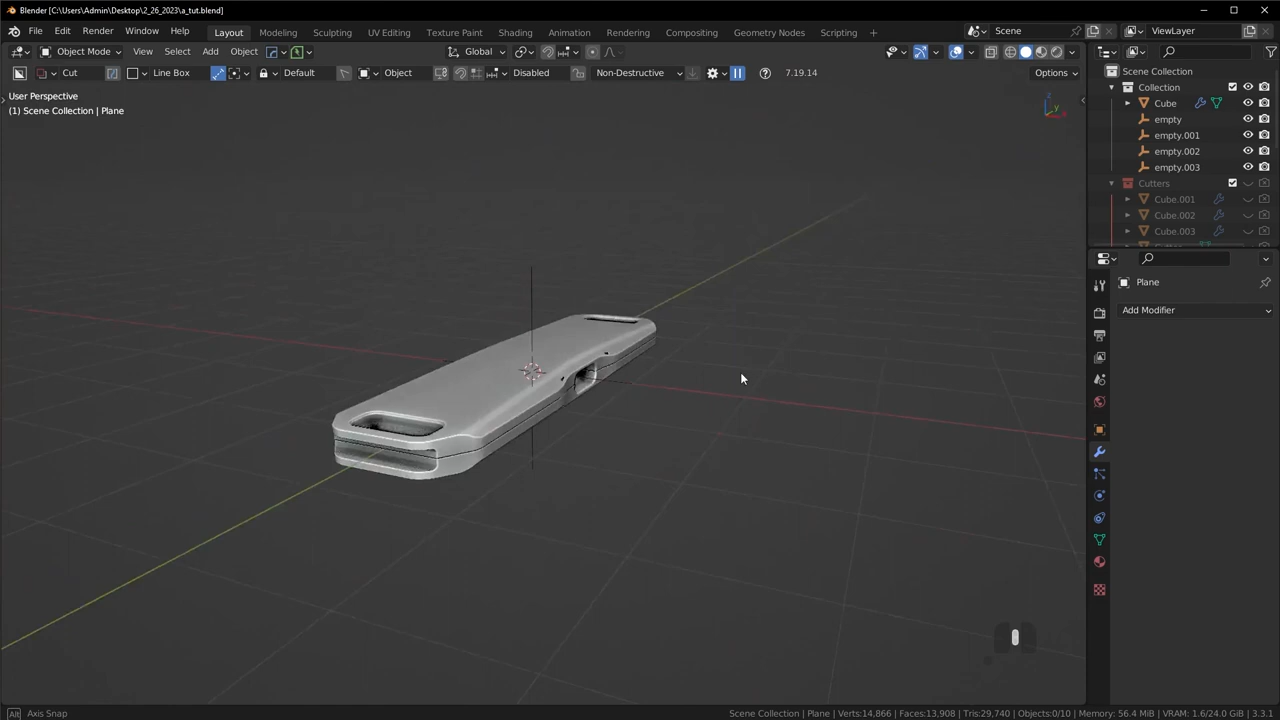 Blender [C:\Users\Admin\Desktop\2_26_2023\a_tut.blend]
File Edit Render Window Help Layout Modeling Sculpting UV Editing Texture Paint Shading Animation Rendering Compositing Geometry Nodes Scripting + Scene ViewLayer
Object Mode View Select Add Object Global
Cut Line Box Default Object Disabled Non-Destructive 7.19.14 Options
User Perspective
(1) Scene Collection | Plane
Z
Y
Scene Collection
Collection
Cube
empty
empty.001
empty.002
empty.003
Cutters
Cube.001
Cube.002
Cube.003
Plane
Add Modifier
Alt Axis Snap
Scene Collection | Plane | Verts:14,866 | Faces:13,908 | Tris:29,740 | Objects:0/10 | Memory: 56.4 MiB | VRAM: 1.6/24.0 GiB | 3.3.1